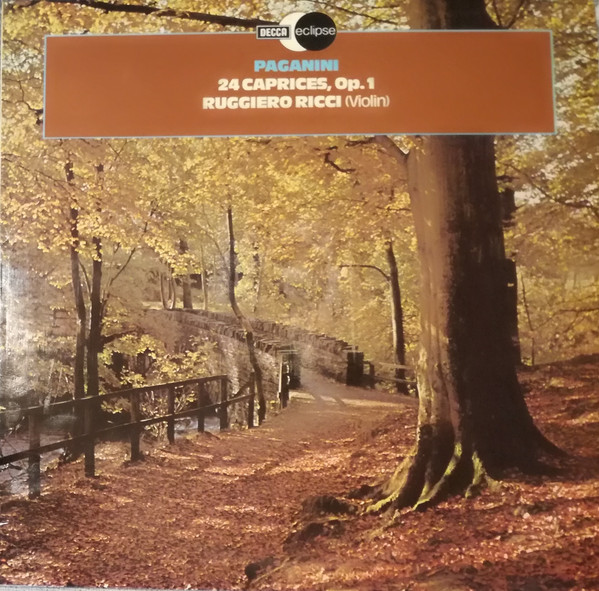 DECCA eclipse
PAGANINI
24 CAPRICES, Op.1
RUGGIERO RICCI (Violin)